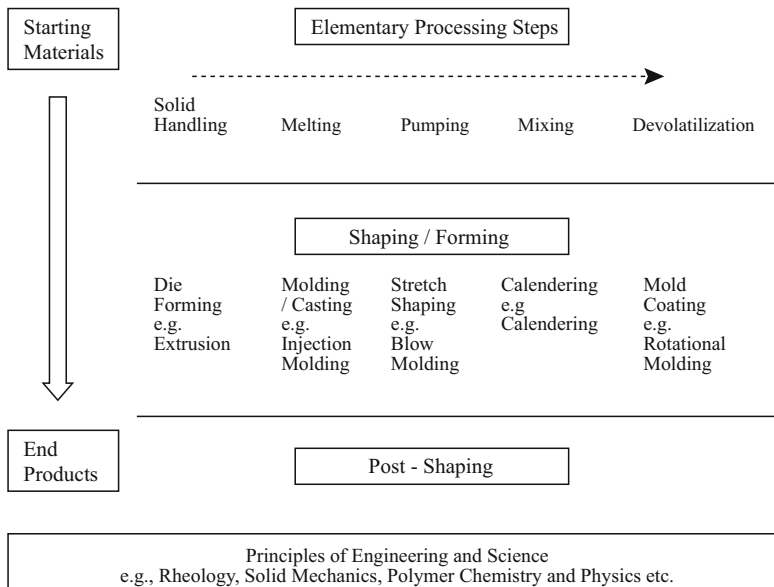 Starting
Materials
Elementary Processing Steps
Solid
Handling
Melting
Pumping
Mixing
Devolatilization
Shaping / Forming
Die
Forming
e.g.
Extrusion
Molding
/ Casting
e.g.
Injection
Molding
Stretch
Shaping
e.g.
Blow
Molding
Calendering
e.g
Calendering
Mold
Coating
e.g.
Rotational
Molding
End
Products
Post - Shaping
Principles of Engineering and Science
e.g., Rheology, Solid Mechanics, Polymer Chemistry and Physics etc.